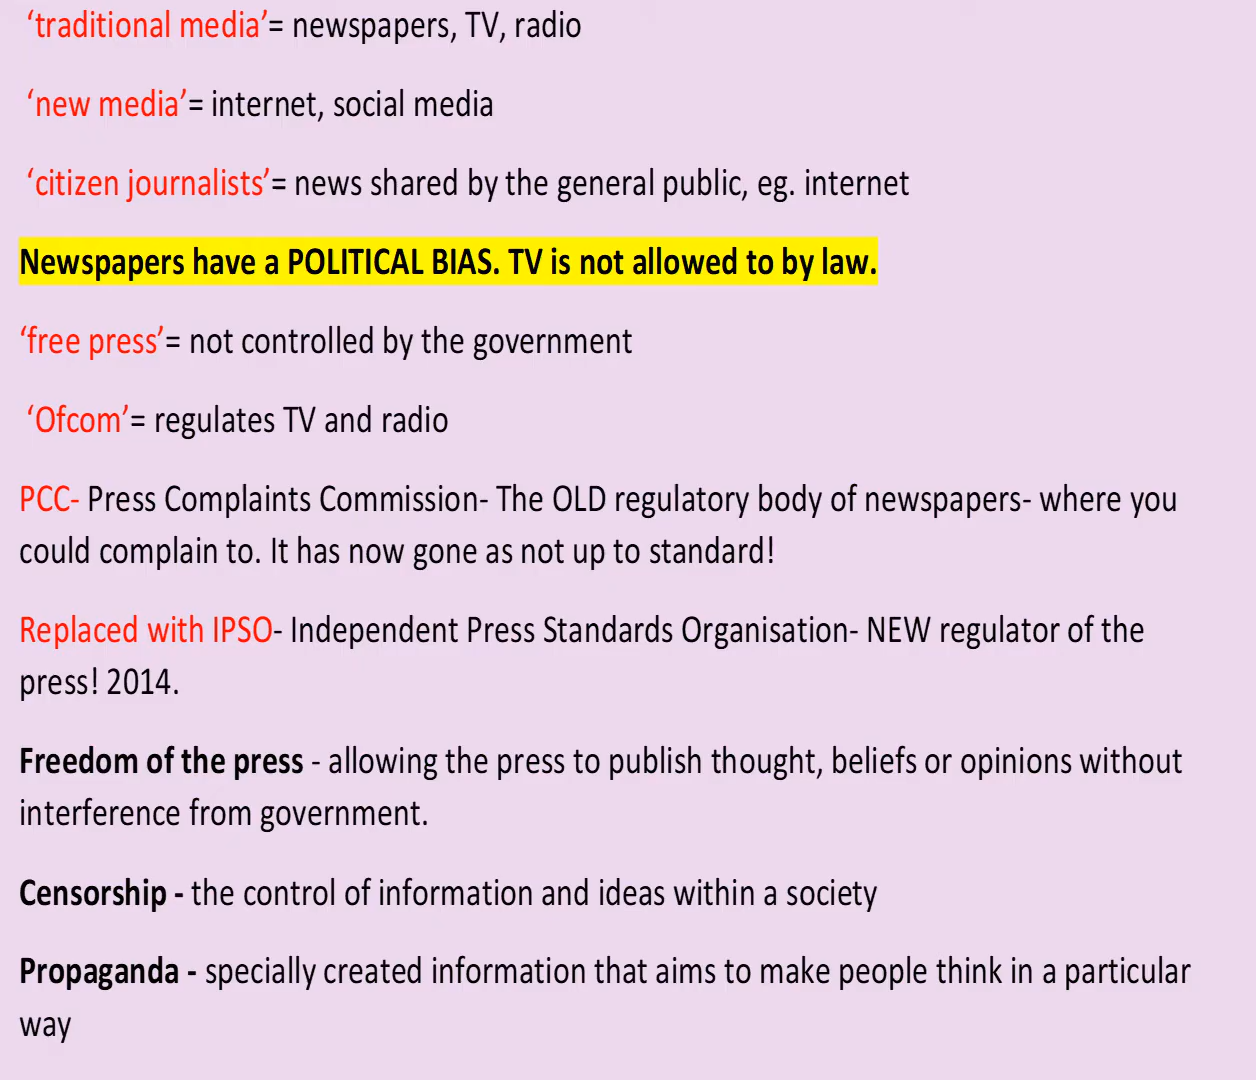 ‘traditional media’= newspapers, TV, radio
‘new media’= internet, social media
‘citizen journalists’= news shared by the general public, eg. internet
Newspapers have a POLITICAL BIAS. TV is not allowed to by law.
‘free press’= not controlled by the government
‘Ofcom’= regulates TV and radio
PCC- Press Complaints Commission- The OLD regulatory body of newspapers- where you
could complain to. It has now gone as not up to standard!
Replaced with IPSO- Independent Press Standards Organisation- NEW regulator of the
press! 2014.
Freedom of the press - allowing the press to publish thought, beliefs or opinions without
interference from government.
Censorship - the control of information and ideas within a society
Propaganda - specially created information that aims to make people think in a particular
way